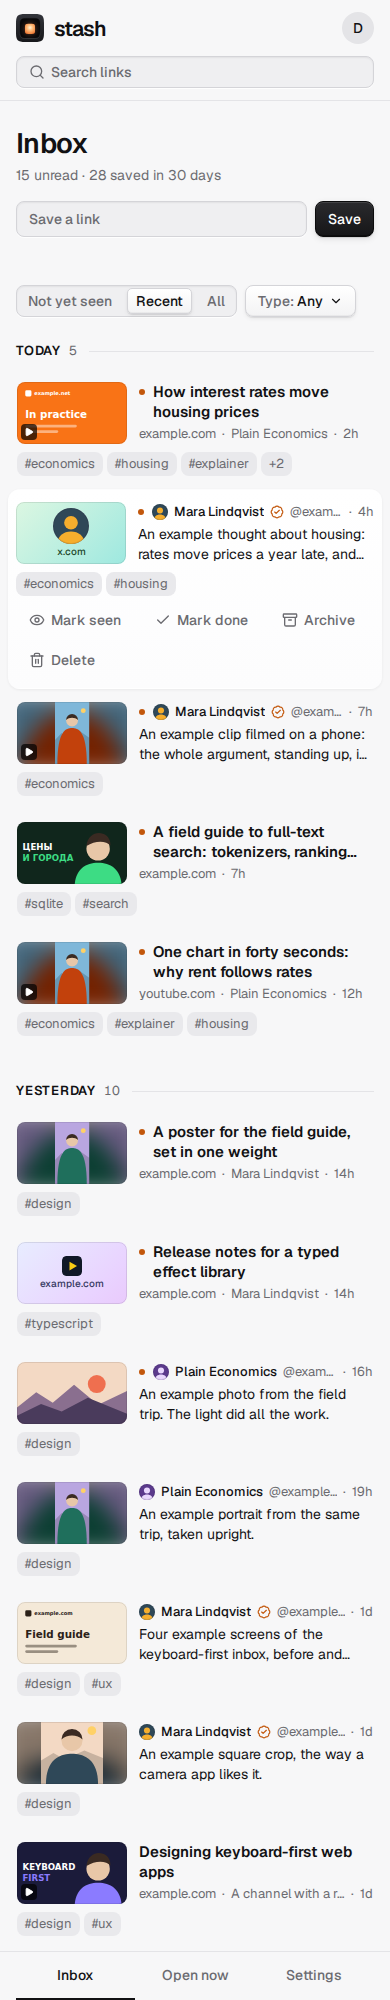 stash
D
Search links
Inbox
15 unread · 28 saved in 30 days
Save a link
Save
Not yet seen
Recent
All
Type: Any
TODAY 5
example.net
In practice
How interest rates move
housing prices
example.com · Plain Economics · 2h
#economics #housing #explainer +2
x.com
Mara Lindqvist @exam… · 4h
An example thought about housing:
rates move prices a year late, and…
#economics #housing
Mark seen
Mark done
Archive
Delete
Mara Lindqvist @exam… · 7h
An example clip filmed on a phone:
the whole argument, standing up, i…
#economics
ЦЕНЫ
И ГОРОДА
A field guide to full-text
search: tokenizers, ranking…
example.com · 7h
#sqlite #search
One chart in forty seconds:
why rent follows rates
youtube.com · Plain Economics · 12h
#economics #explainer #housing
YESTERDAY 10
A poster for the field guide,
set in one weight
example.com · Mara Lindqvist · 14h
#design
example.com
Release notes for a typed
effect library
example.com · Mara Lindqvist · 14h
#typescript
Plain Economics @exam… · 16h
An example photo from the field
trip. The light did all the work.
#design
Plain Economics @example… · 19h
An example portrait from the same
trip, taken upright.
#design
example.com
Field guide
Mara Lindqvist @example… · 1d
Four example screens of the
keyboard-first inbox, before and…
#design #ux
Mara Lindqvist @example… · 1d
An example square crop, the way a
camera app likes it.
#design
KEYBOARD
FIRST
Designing keyboard-first web
apps
example.com · A channel with a r… · 1d
#design #ux
Inbox
Open now
Settings